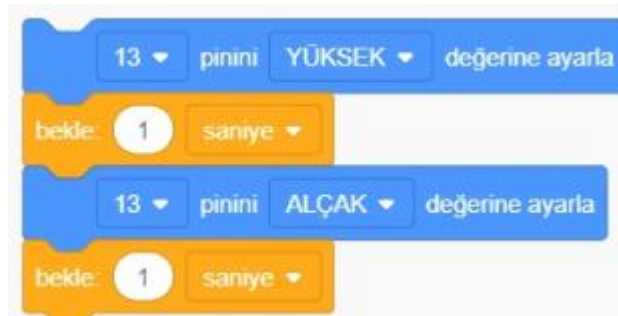 13 pinini YÜKSEK değerine ayarla
bekle: 1 saniye
13 pinini ALÇAK değerine ayarla
bekle: 1 saniye